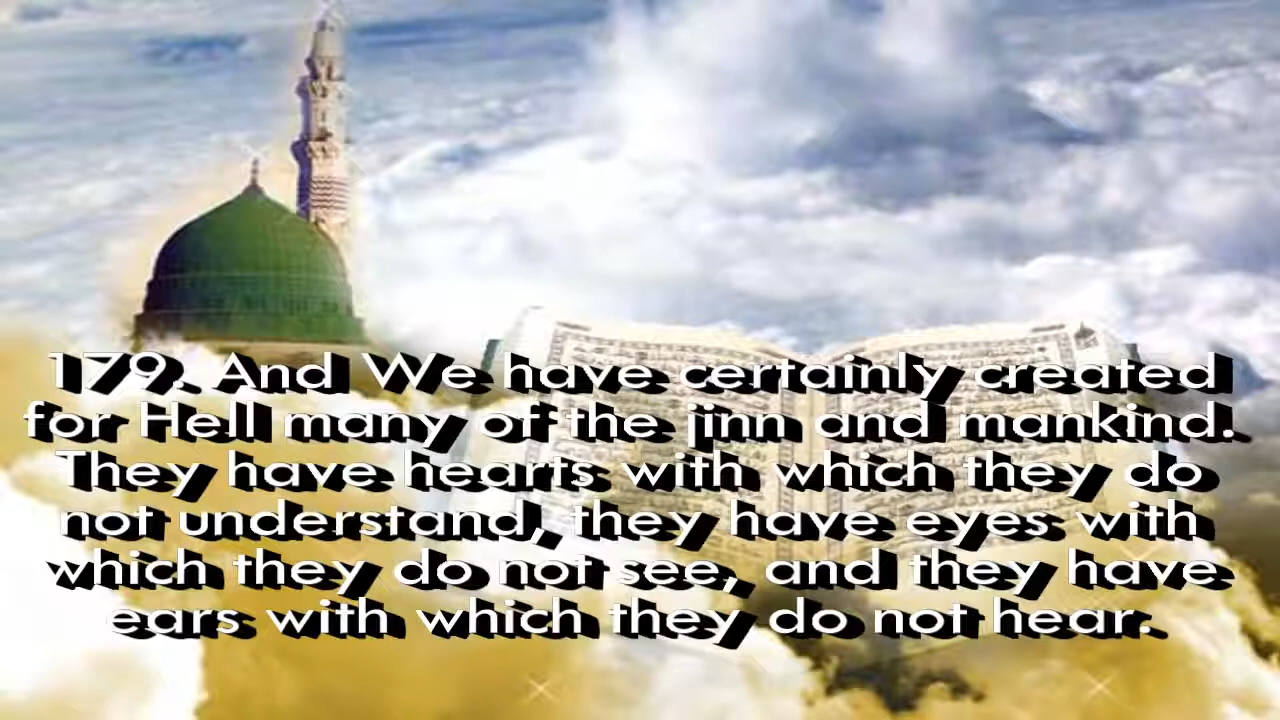 179. And We have certainly created
for Hell many of the jinn and mankind.
They have hearts with which they do
not understand, they have eyes with
which they do not see, and they have
ears with which they do not hear.